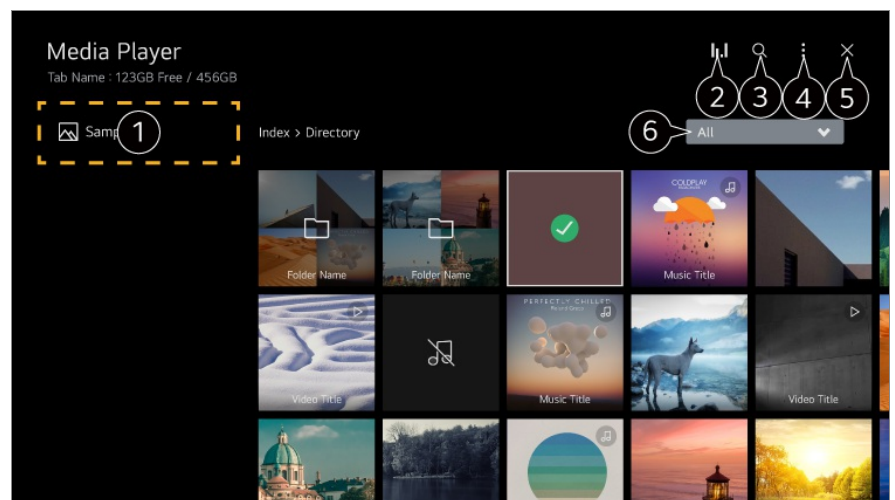 Media Player
Tab Name : 123GB Free / 456GB
2 3 4 5
1
Index > Directory
6
All
COLDPLAY
Folder Name
Folder Name
Music Title
PERFECTLY CHILLED
Video Title
Music Title
Video Title